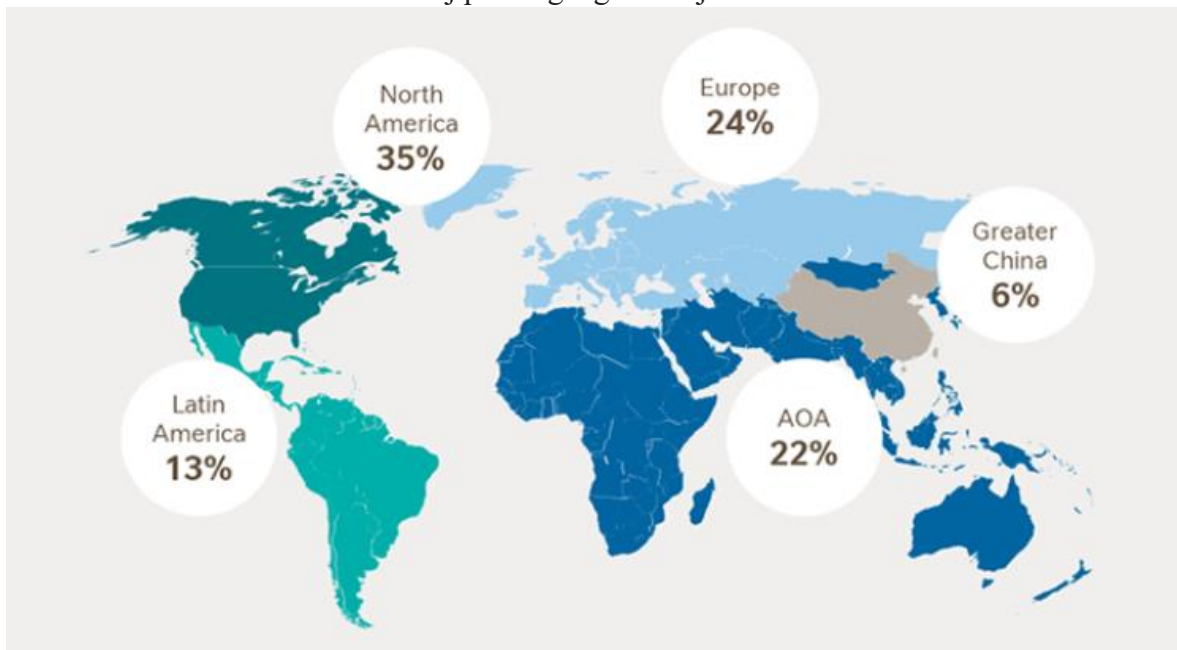 North
America
35%
Europe
24%
Greater
China
6%
Latin
America
13%
AOA
22%